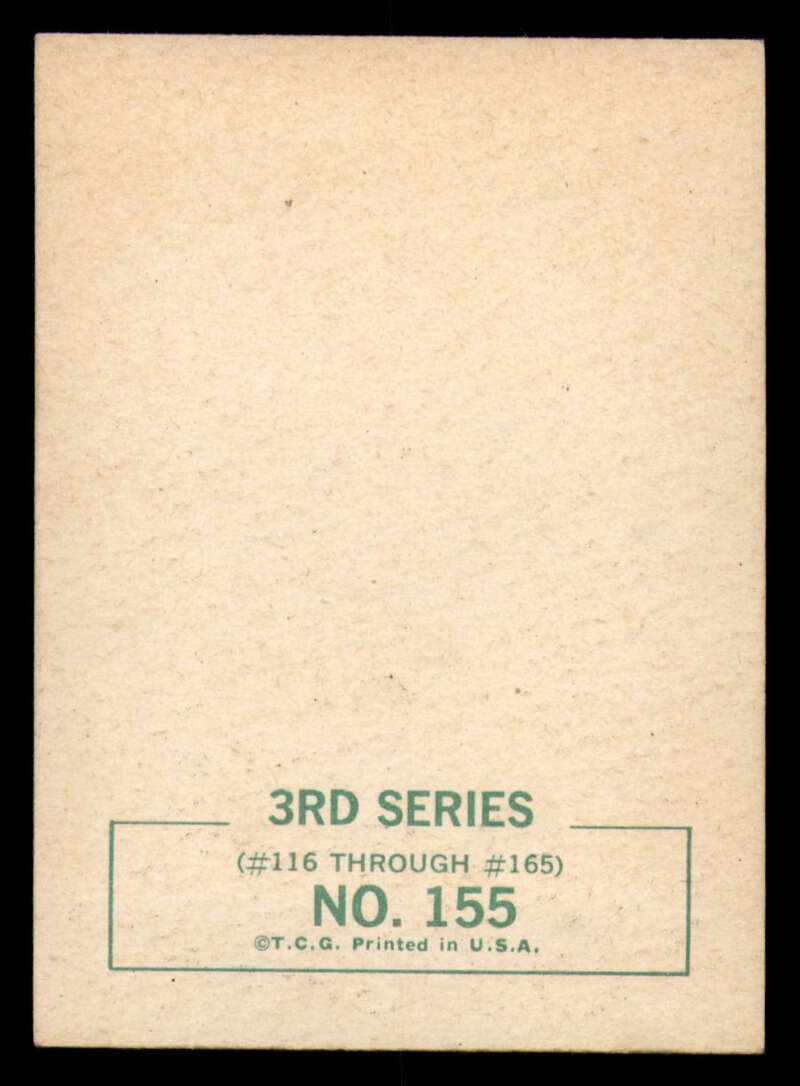 3RD SERIES
(#116 THROUGH #165)
NO. 155
©T.C.G. Printed in U.S.A.